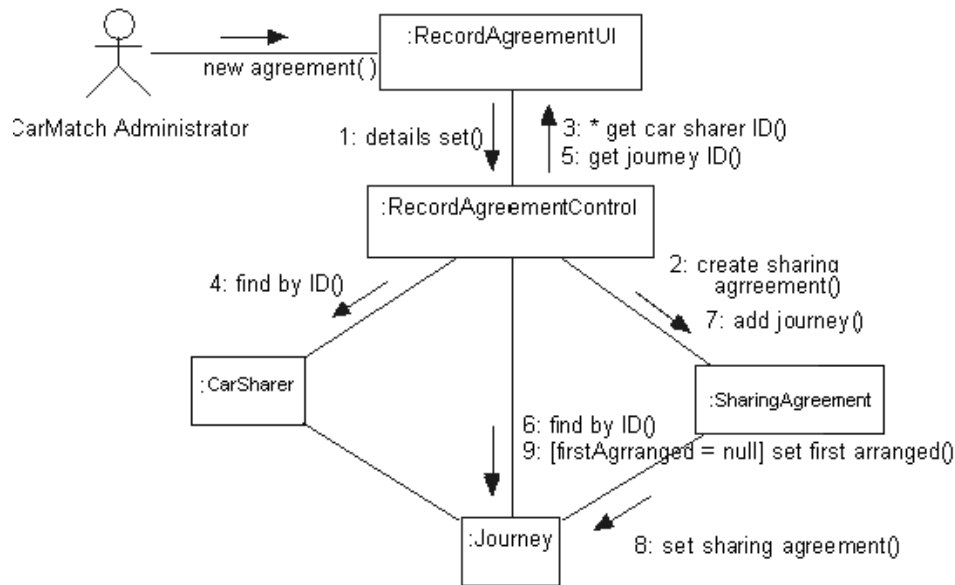 :RecordAgreementUI
new agreement( )
CarMatch Administrator
1: details set()
3: * get car sharer ID()
5: get journey ID()
:RecordAgreementControl
4: find by ID()
2: create sharing
agrreement()
7: add journey()
:CarSharer
:SharingAgreement
6: find by ID()
9: [firstAgrranged = null] set first arranged()
:Journey
8: set sharing agreement()